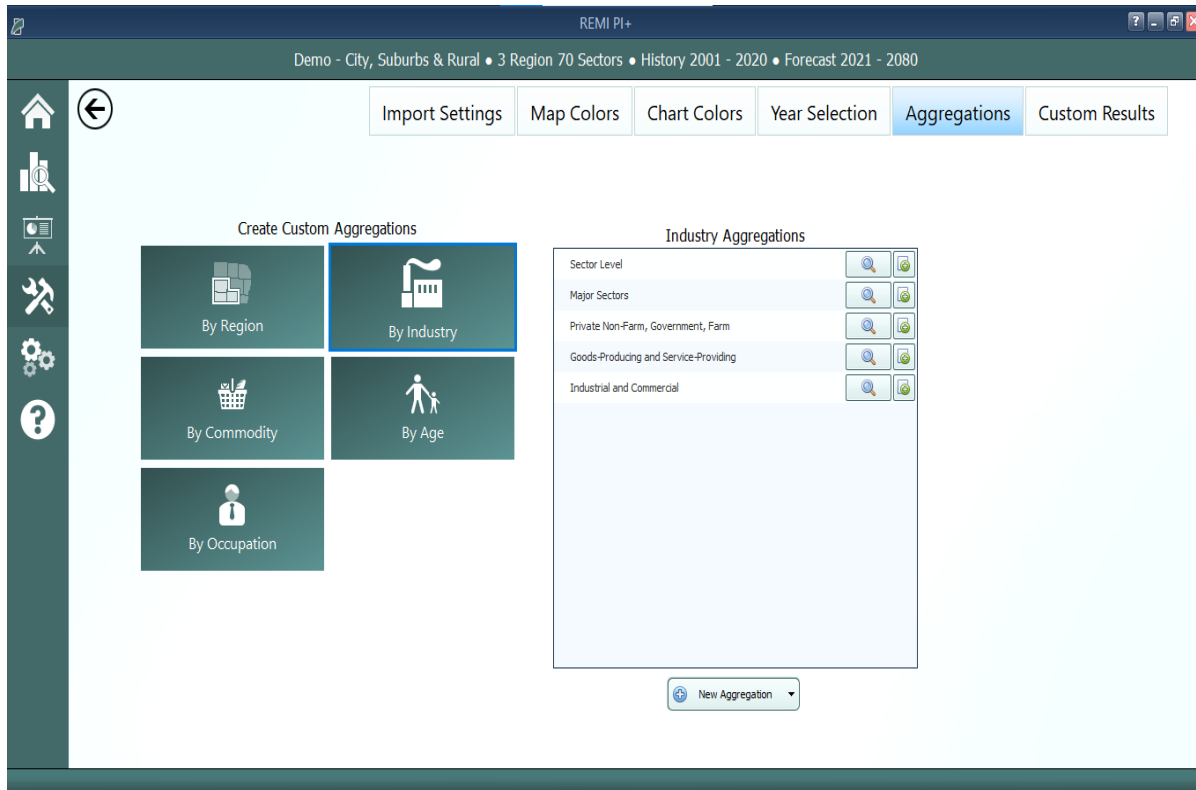 REMI PI+
Demo - City, Suburbs & Rural ● 3 Region 70 Sectors ● History 2001 - 2020 ● Forecast 2021 - 2080
Import Settings
Map Colors
Chart Colors
Year Selection
Aggregations
Custom Results
Create Custom Aggregations
By Region
By Industry
By Commodity
By Age
By Occupation
Industry Aggregations
Sector Level
Major Sectors
Private Non-Farm, Government, Farm
Goods-Producing and Service-Providing
Industrial and Commercial
New Aggregation